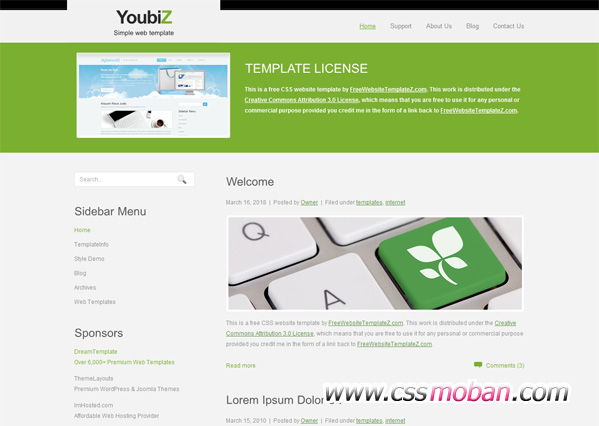 YoubiZ
Simple web template
Home Support About Us Blog Contact Us
TEMPLATE LICENSE
This is a free CSS website template by FreeWebsiteTemplateZ.com. This work is distributed under the
Creative Commons Attribution 3.0 License, which means that you are free to use it for any personal or
commercial purpose provided you credit me in the form of a link back to FreeWebsiteTemplateZ.com.
Search...
Sidebar Menu
Home
TemplateInfo
Style Demo
Blog
Archives
Web Templates
Sponsors
DreamTemplate
Over 6,000+ Premium Web Templates
ThemeLayouts
Premium WordPress & Joomla Themes
ImHosted.com
Affordable Web Hosting Provider
Welcome
March 16, 2016 | Posted by Owner | Filed under templates, internet
Q
A
This is a free CSS website template by FreeWebsiteTemplateZ.com. This work is distributed under the Creative
Commons Attribution 3.0 License, which means that you are free to use it for any personal or commercial purpose
provided you credit me in the form of a link back to FreeWebsiteTemplateZ.com.
Read more
Comments (3)
Lorem Ipsum Dolor
March 15, 2010 | Posted by Owner | Filed under templates, internet
www.cssmoban.com